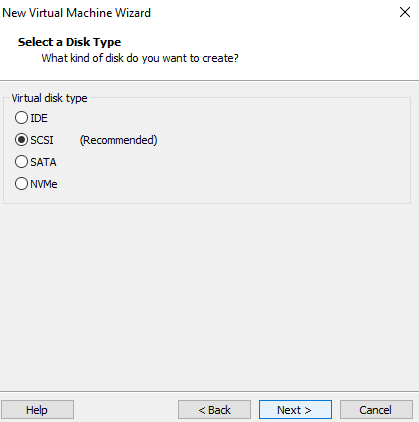 New Virtual Machine Wizard
Select a Disk Type
What kind of disk do you want to create?
Virtual disk type
IDE
SCSI (Recommended)
SATA
NVMe
Help < Back Next > Cancel